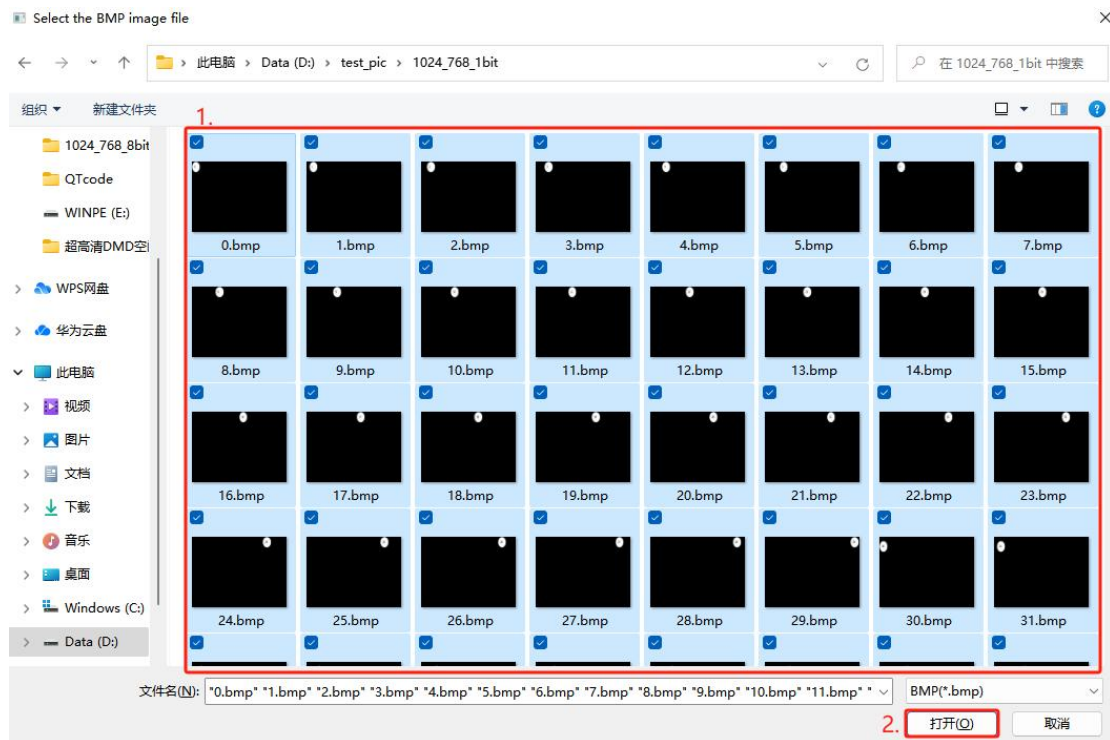 Select the BMP image file
此电脑 > Data (D:) > test_pic > 1024_768_1bit
在 1024_768_1bit 中搜索
组织
新建文件夹
1.
1024_768_8bit
QTcode
WINPE (E:)
超高清DMD空
WPS网盘
华为云盘
此电脑
视频
图片
文档
下载
音乐
桌面
Windows (C:)
Data (D:)
0.bmp 1.bmp 2.bmp 3.bmp 4.bmp 5.bmp 6.bmp 7.bmp
8.bmp 9.bmp 10.bmp 11.bmp 12.bmp 13.bmp 14.bmp 15.bmp
16.bmp 17.bmp 18.bmp 19.bmp 20.bmp 21.bmp 22.bmp 23.bmp
24.bmp 25.bmp 26.bmp 27.bmp 28.bmp 29.bmp 30.bmp 31.bmp
文件名(N): "0.bmp" "1.bmp" "2.bmp" "3.bmp" "4.bmp" "5.bmp" "6.bmp" "7.bmp" "8.bmp" "9.bmp" "10.bmp" "11.bmp" "
BMP(*.bmp)
2.
打开(O)
取消